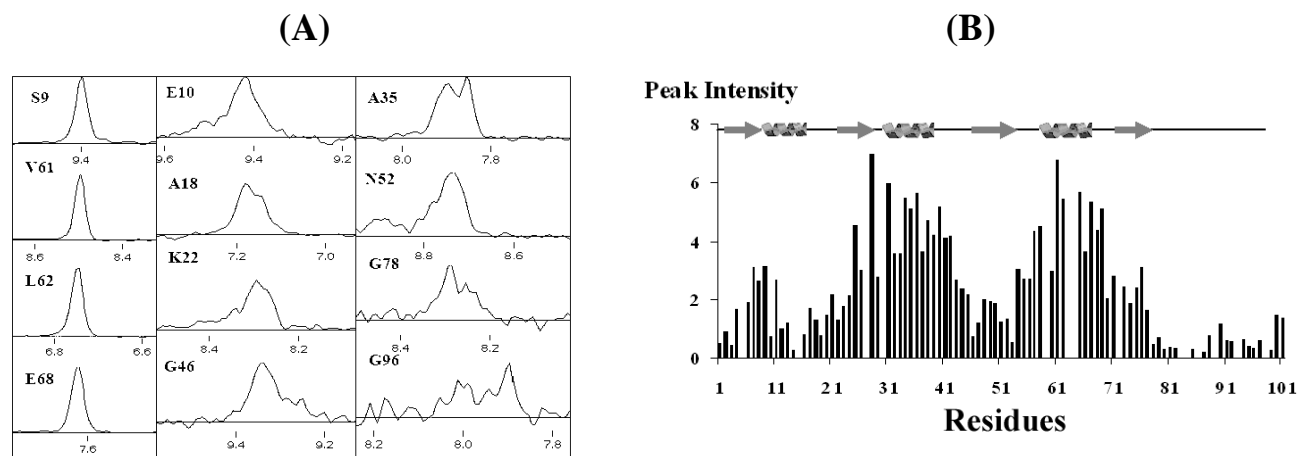 (A)
(B)
S9
E10
A35
9.4
9.6 9.4 9.2
8.0 7.8
V61
A18
N52
8.6 8.4
7.2 7.0
8.8 8.6
L62
K22
G78
6.8 6.6
8.4 8.2
8.4 8.2
E68
G46
G96
7.6
9.4 9.2
8.2 8.0 7.8
Peak Intensity
8
6
4
2
0
1 11 21 31 41 51 61 71 81 91 101
Residues